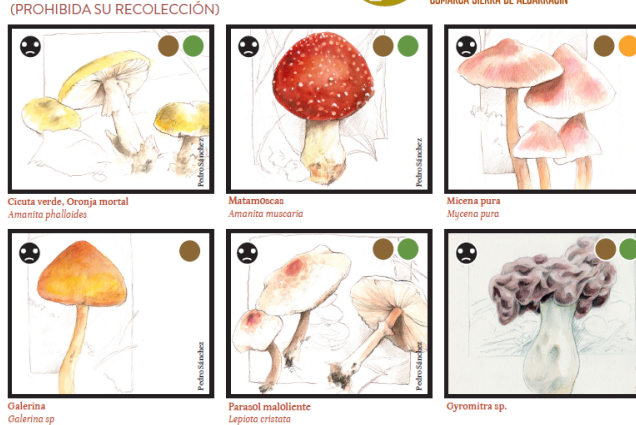 (PROHIBIDA SU RECOLECCIÓN)
COMARCA SIERRA DE ALBARRACÍN
Pedro Sánchez
Pedro Sánchez
Cicuta verde, Oronja mortal
Amanita phalloides
Matamoscas
Amanita muscaria
Micena pura
Mycena pura
Pedro Sánchez
Pedro Sánchez
Galerina
Galerina sp
Parasol maloliente
Lepiota cristata
Gyromitra sp.